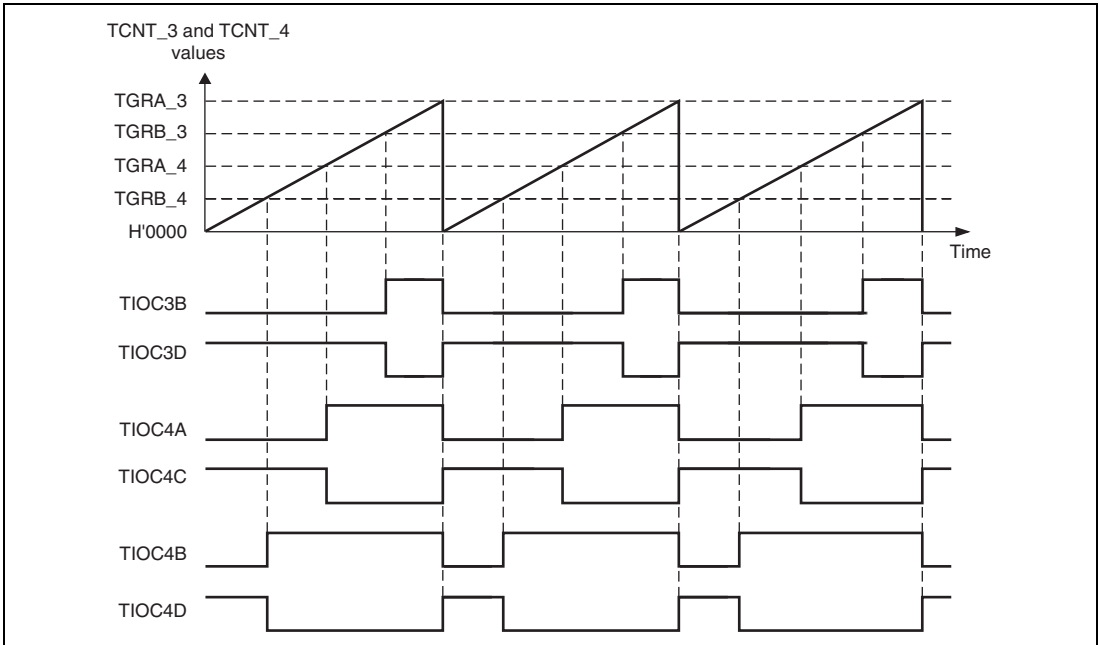 TCNT_3 and TCNT_4
values
TGRA_3
TGRB_3
TGRA_4
TGRB_4
H'0000
Time
TIOC3B
TIOC3D
TIOC4A
TIOC4C
TIOC4B
TIOC4D